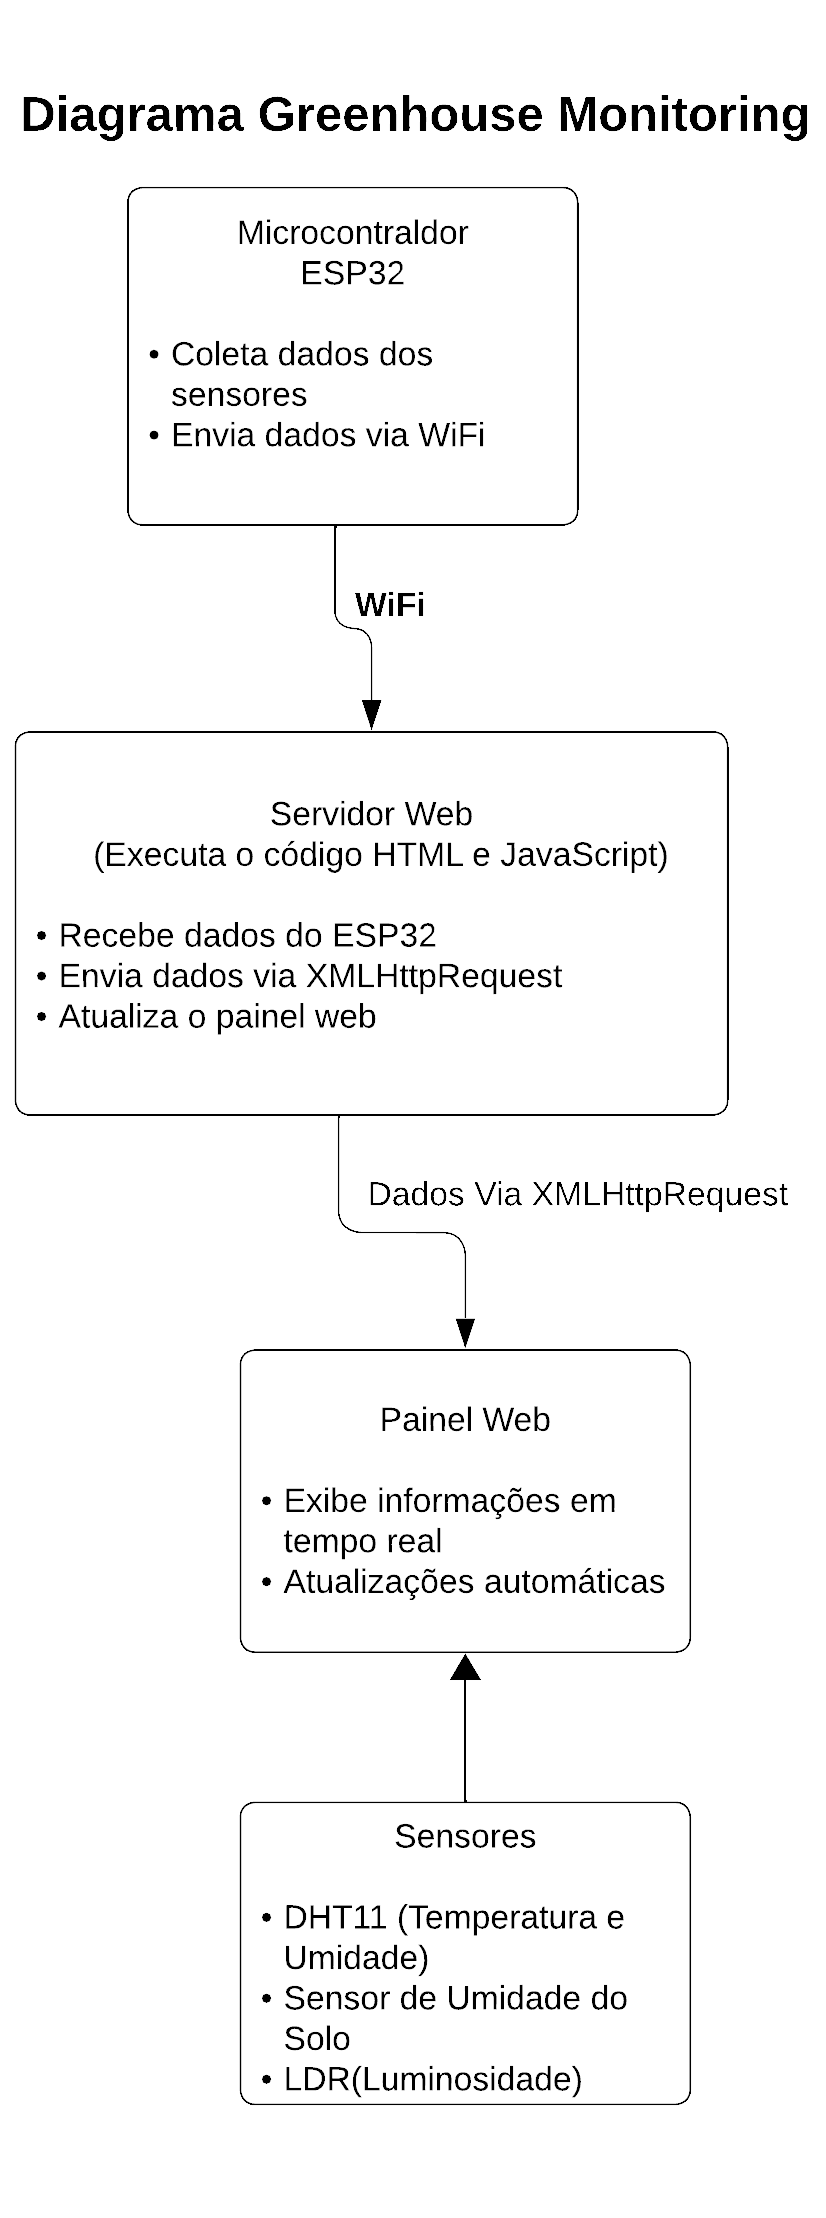 Diagrama Greenhouse Monitoring
Microcontraldor
ESP32
• Coleta dados dos
sensores
• Envia dados via WiFi
WiFi
Servidor Web
(Executa o código HTML e JavaScript)
• Recebe dados do ESP32
• Envia dados via XMLHttpRequest
• Atualiza o painel web
Dados Via XMLHttpRequest
Painel Web
• Exibe informações em
tempo real
• Atualizações automáticas
Sensores
• DHT11 (Temperatura e
Umidade)
• Sensor de Umidade do
Solo
• LDR(Luminosidade)